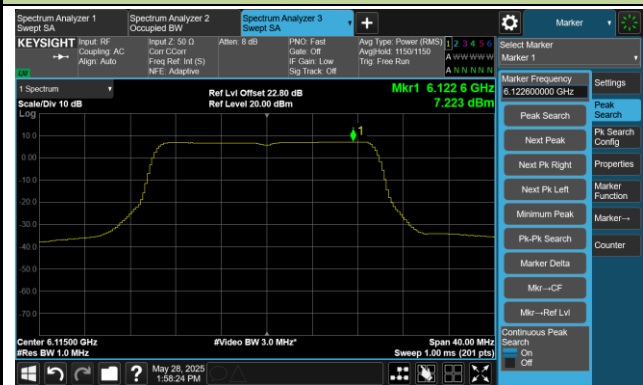 Spectrum Analyzer 1
Swept SA
Spectrum Analyzer 2
Occupied BW
Spectrum Analyzer 3
Swept SA
Marker
KEYSIGHT
Input: RF
Coupling: AC
Align: Auto
Input Z: 50 Ω
Corr CCorr
Freq Ref: Int (S)
NFE: Adaptive
Atten: 8 dB
PNO: Fast
Gate: Off
IF Gain: Low
Sig Track: Off
Avg Type: Power (RMS)
Avg|Hold: 1150/1150
Trig: Free Run
1 2 3 4 5 6
A W W W W W
A N N N N N
Select Marker
Marker 1
LXI
1 Spectrum
Scale/Div 10 dB
Log
Ref Lvl Offset 22.80 dB
Ref Level 20.00 dBm
Mkr1 6.122 6 GHz
7.223 dBm
1
10.0
0.00
-10.0
-20.0
-30.0
-40.0
-50.0
-60.0
-70.0
Center 6.11500 GHz
#Res BW 1.0 MHz
#Video BW 3.0 MHz*
Span 40.00 MHz
Sweep 1.00 ms (201 pts)
Marker Frequency
6.122600000 GHz
Peak Search
Next Peak
Next Pk Right
Next Pk Left
Minimum Peak
Pk-Pk Search
Marker Delta
Mkr→CF
Mkr→Ref Lvl
Continuous Peak
Search
On
Off
Settings
Peak
Search
Pk Search
Config
Properties
Marker
Function
Marker→
Counter
?
May 28, 2025
1:58:24 PM